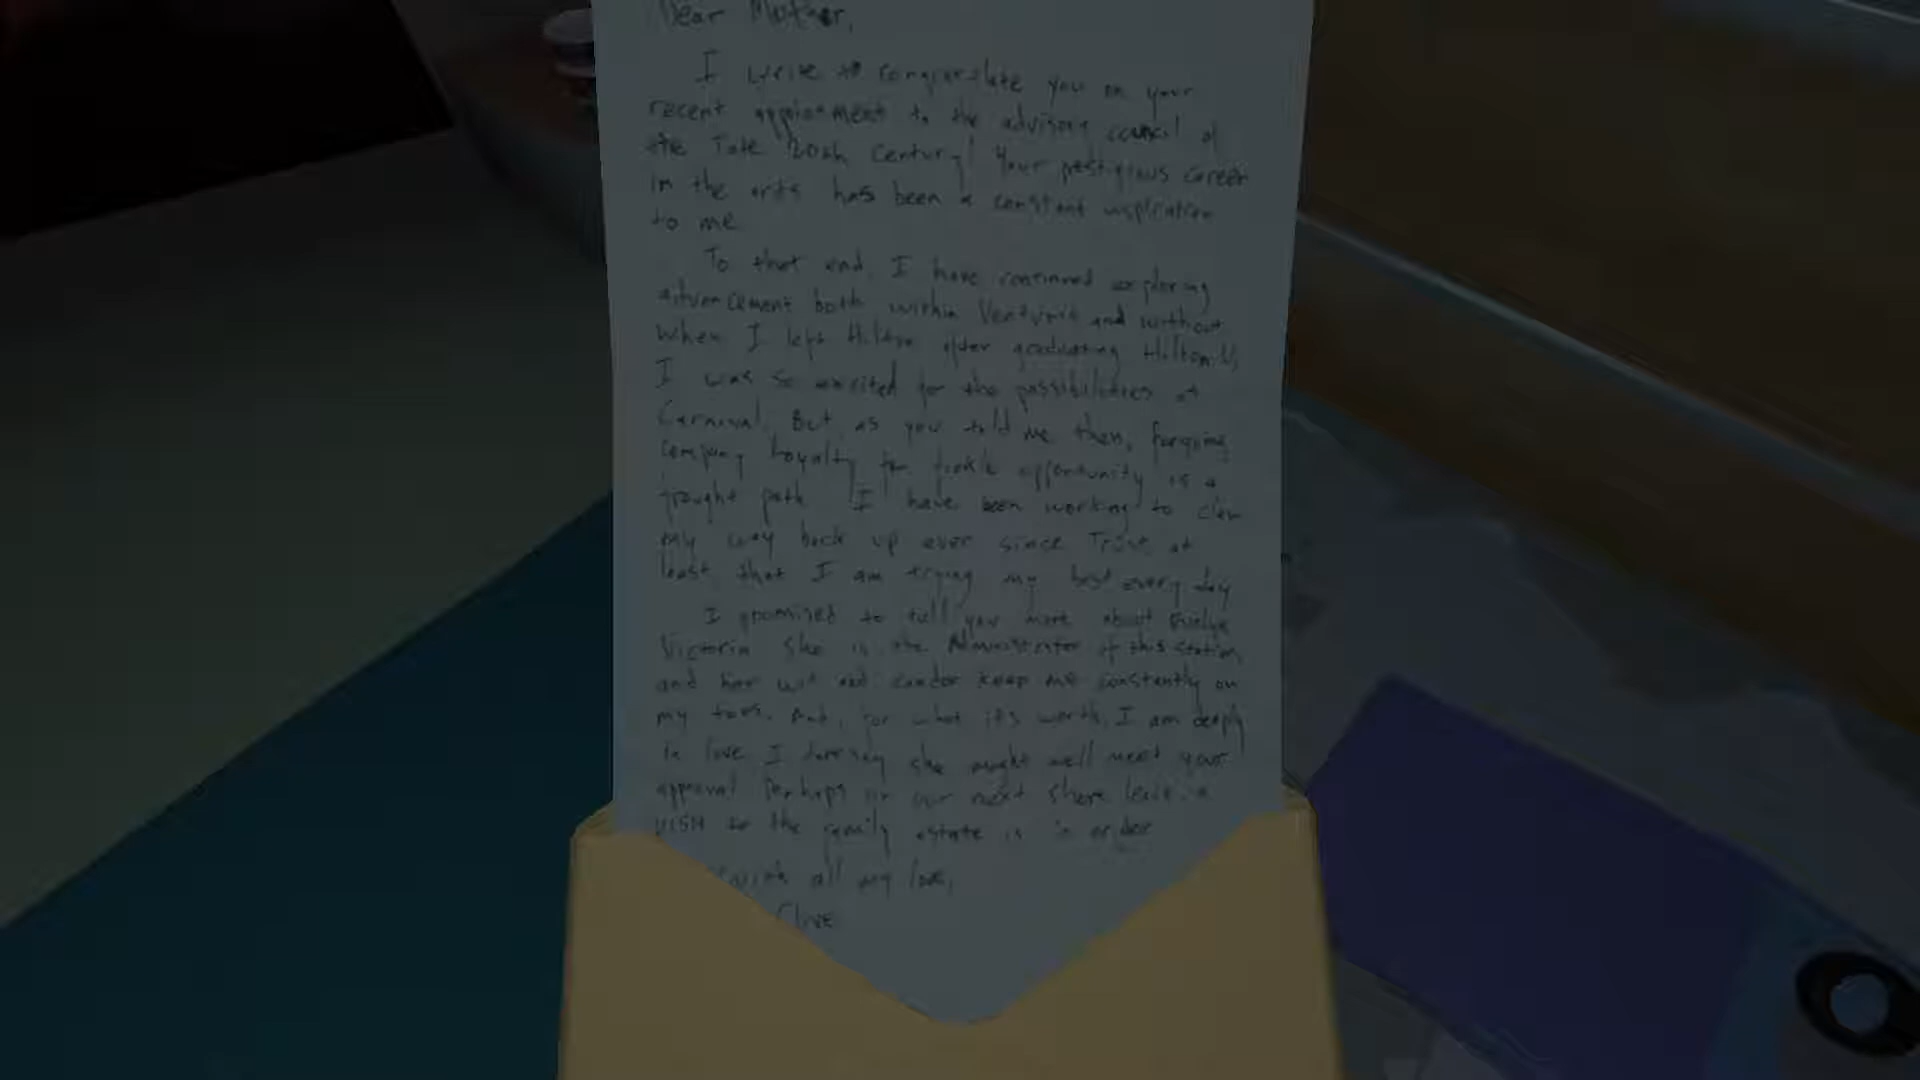 Dear Mother,
I write to congratulate you on your
recent appointment to the advisory council of
the Tate 20th Century! Your pestigious career
in the arts has been a constant inspiration
to me.
To that end, I have continued exploring
advancement both within Venturis and without.
When I left Hilton after graduating Hilton U,
I was so excited for the possibilities at
Carnival. But as you told me then, forgoing
company loyalty for fickle opportunity is a
fraught path. I have been working to claw
my way back up ever since. Trust, at
least, that I am trying my best every day.
I promised to tell you more about Evelyn
Victoria. She is the Administrator of this station,
and her wit and candor keep me constantly on
my toes. And, for what it's worth, I am deeply
in love. I dare say she might well meet your
approval. Perhaps on our next shore leave, a
visit to the family estate is in order.
with all my love,
Clive